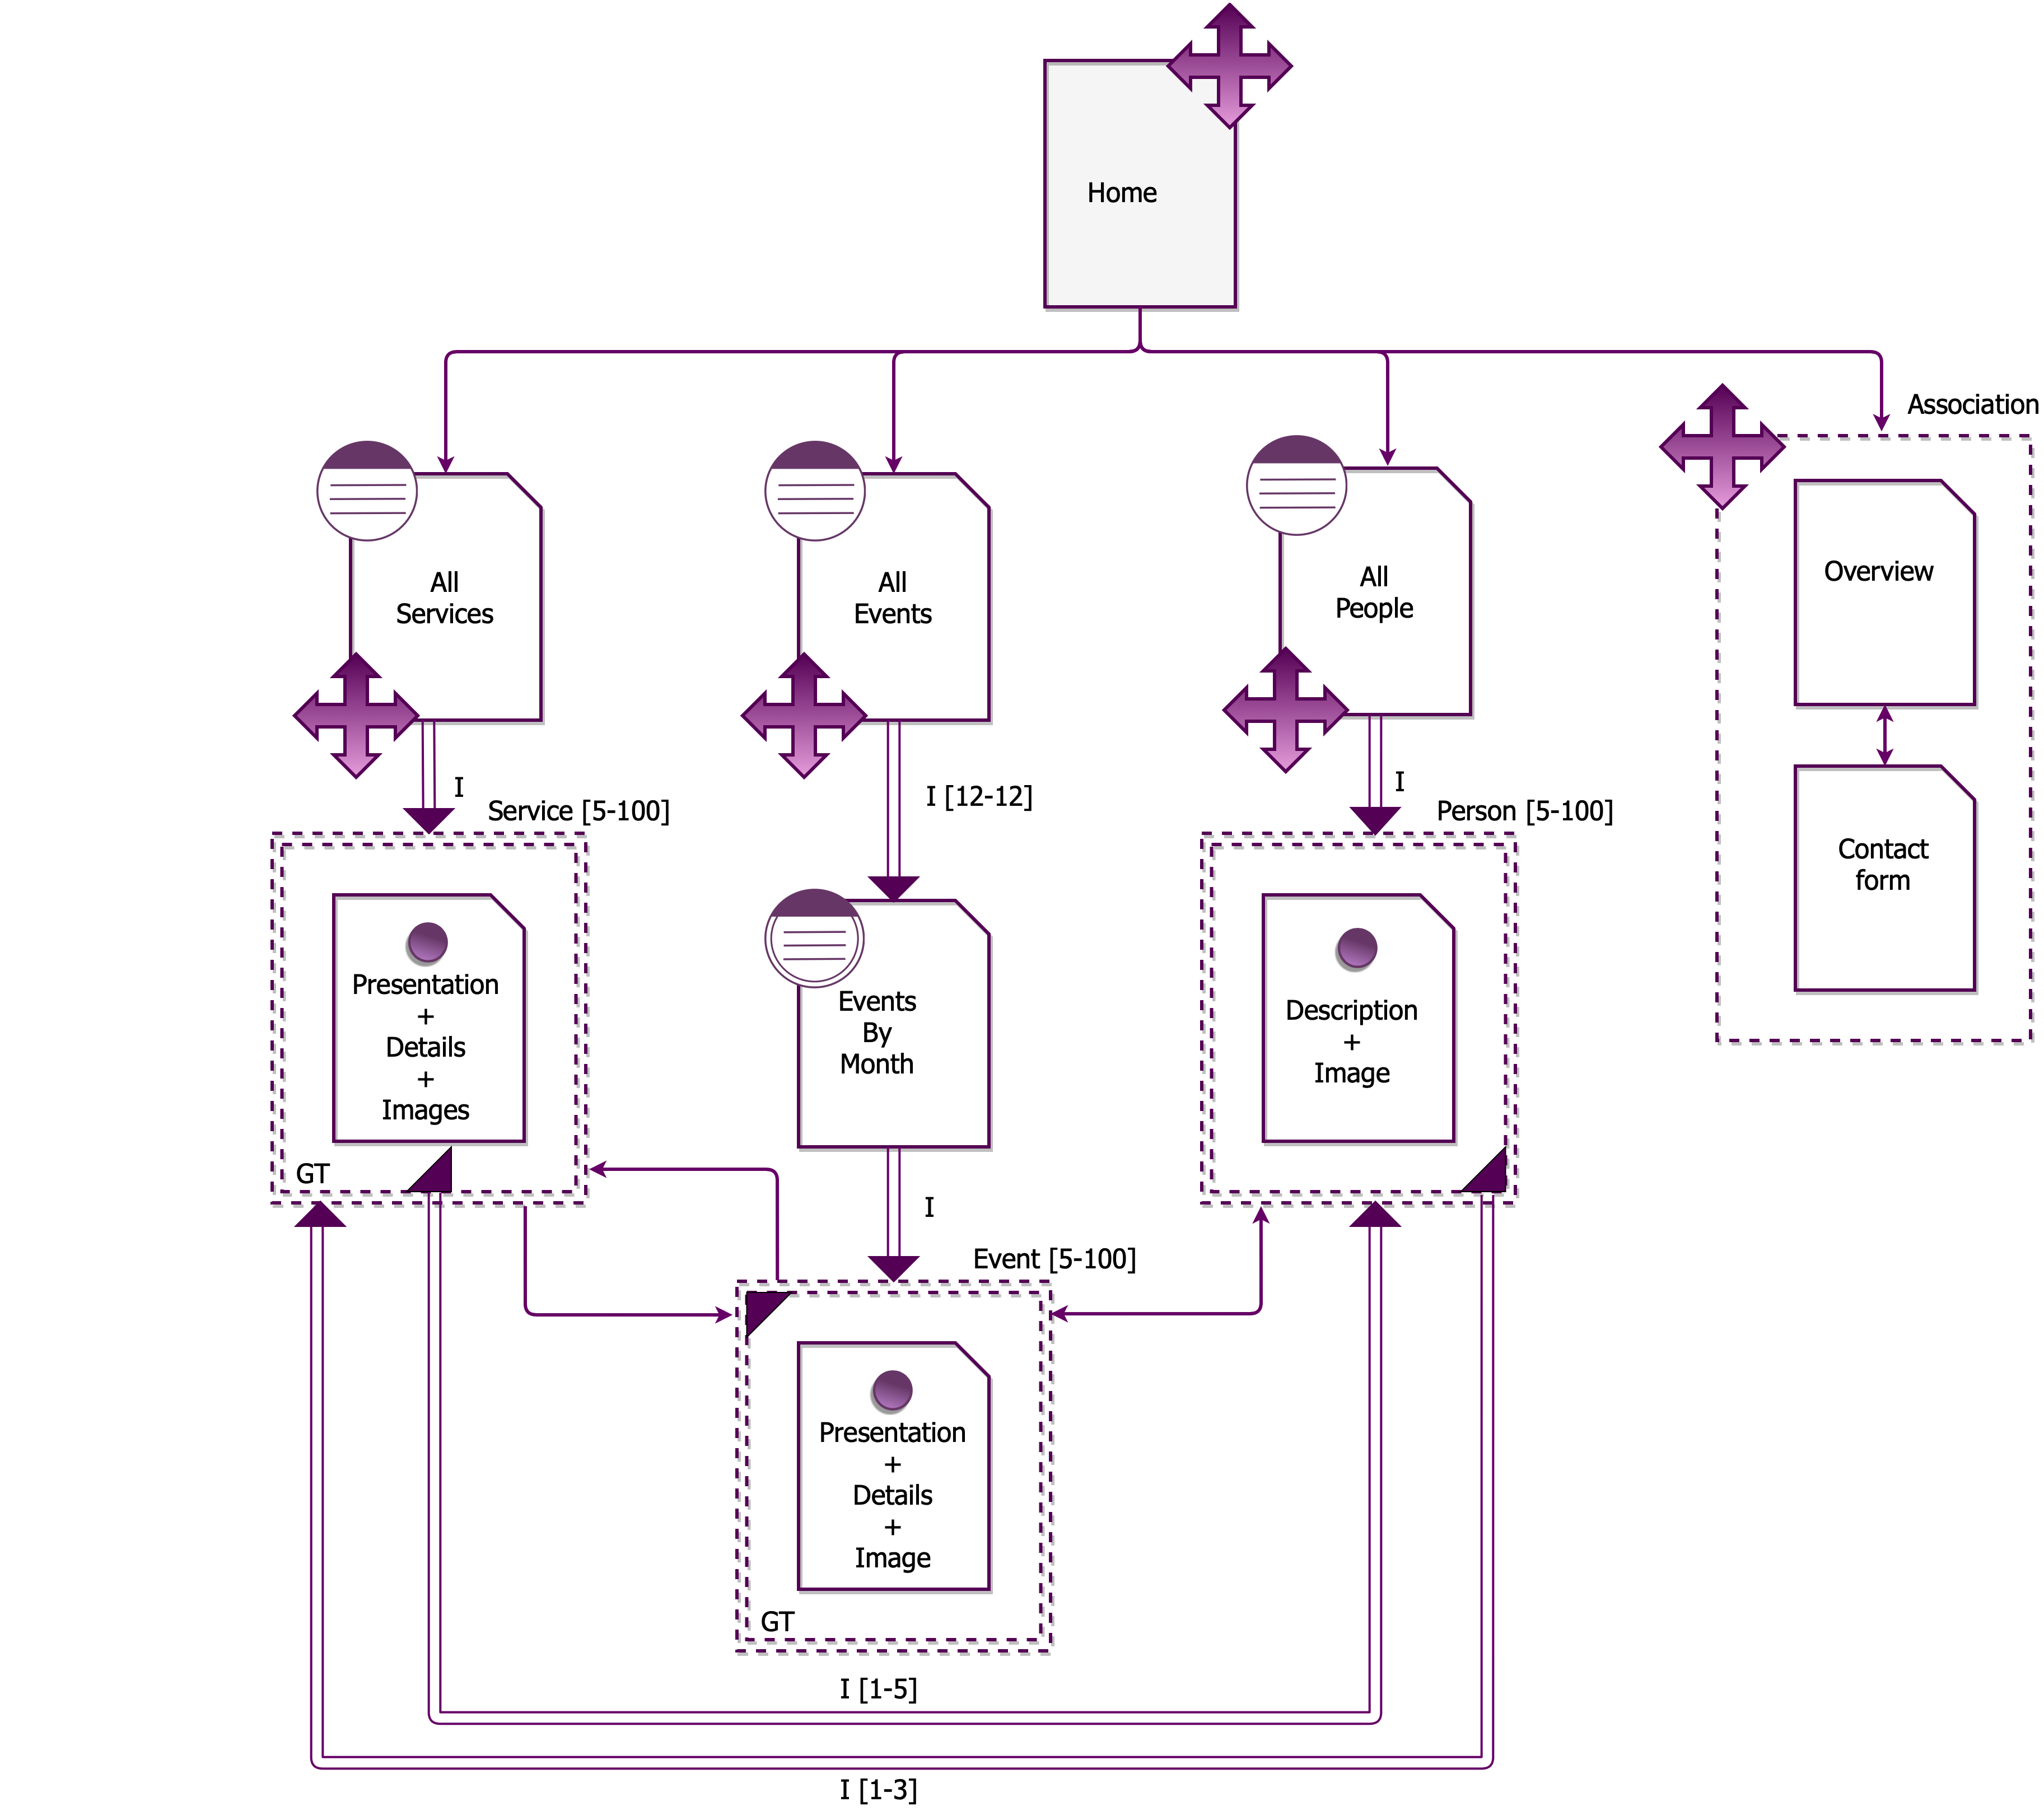 Home
Association
All
Services
All
Events
All
People
Overview
I
I [12-12]
I
Service [5-100]
Person [5-100]
Contact
form
Presentation
+
Details
+
Images
GT
Events
By
Month
Description
+
Image
I
Event [5-100]
Presentation
+
Details
+
Image
GT
I [1-5]
I [1-3]